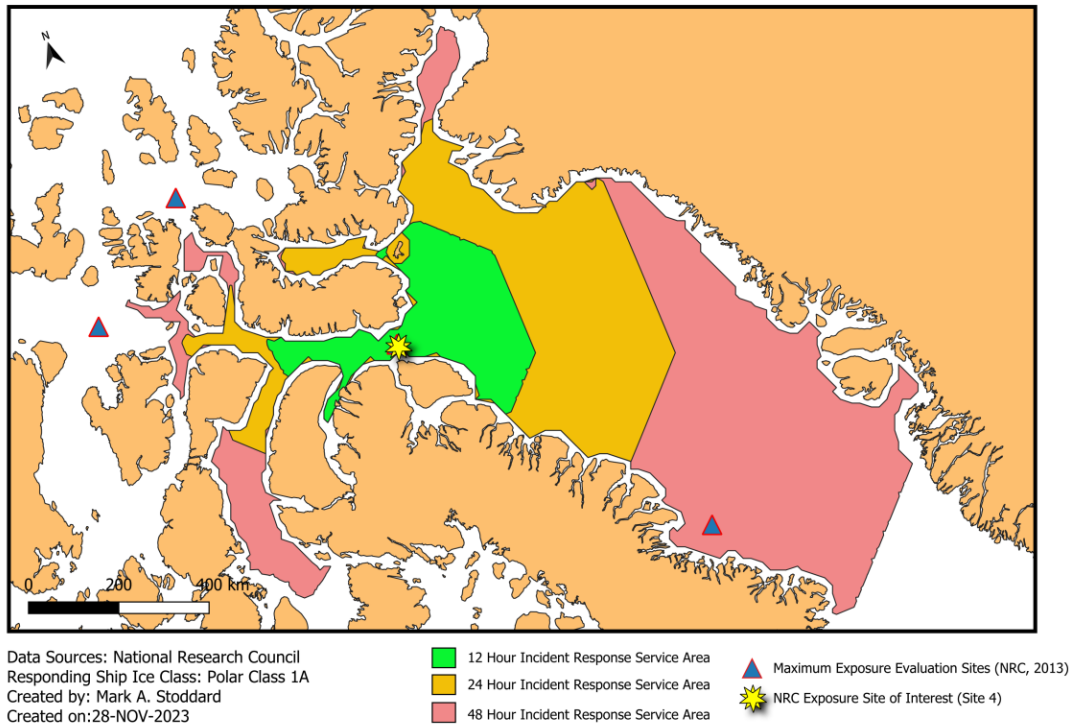 N
0 200 400 km
Data Sources: National Research Council
Responding Ship Ice Class: Polar Class 1A
Created by: Mark A. Stoddard
Created on:28-NOV-2023
12 Hour Incident Response Service Area
24 Hour Incident Response Service Area
48 Hour Incident Response Service Area
Maximum Exposure Evaluation Sites (NRC, 2013)
NRC Exposure Site of Interest (Site 4)